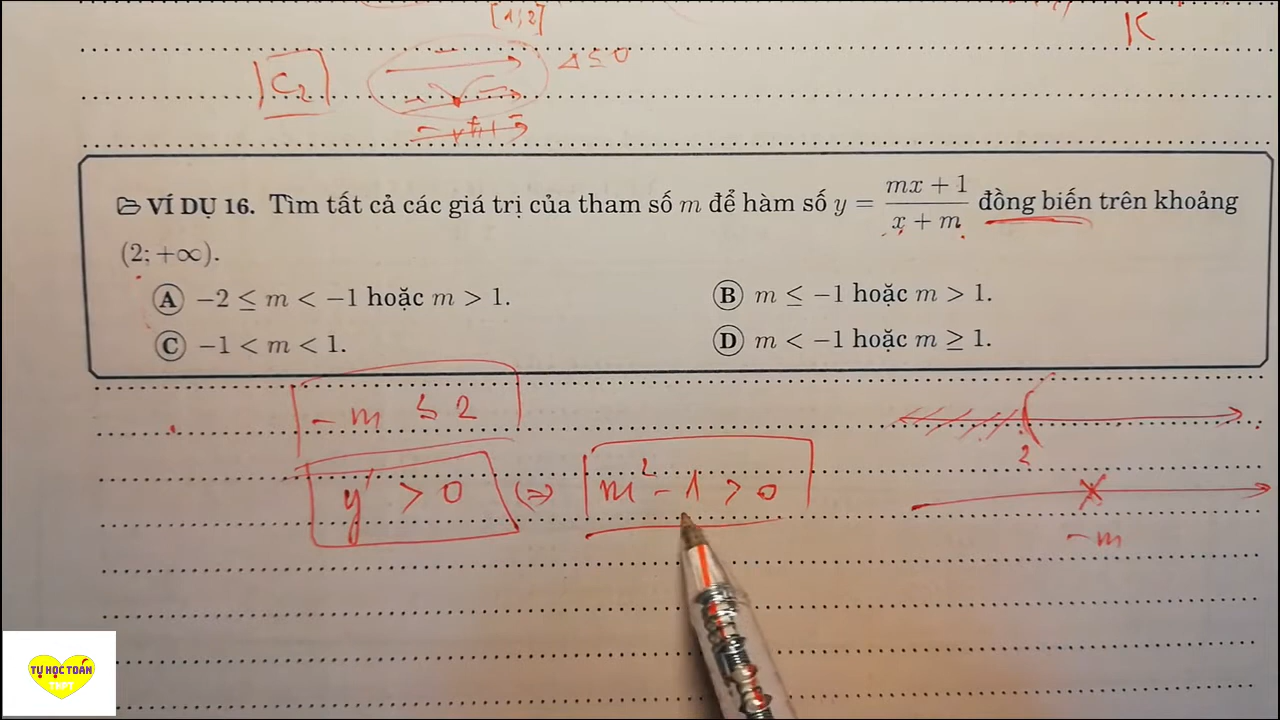 [1;2]
K
C₂
Δ ≤ 0
VÍ DỤ 16. Tìm tất cả các giá trị của tham số m để hàm số y = (mx + 1)/(x + m) đồng biến trên khoảng
(2; +∞).
A −2 ≤ m < −1 hoặc m > 1.
B m ≤ −1 hoặc m > 1.
C −1 < m < 1.
D m < −1 hoặc m ≥ 1.
−m ≤ 2
2
y' > 0 ⇔ m² − 1 > 0
−m
TỰ HỌC TOÁN
THPT